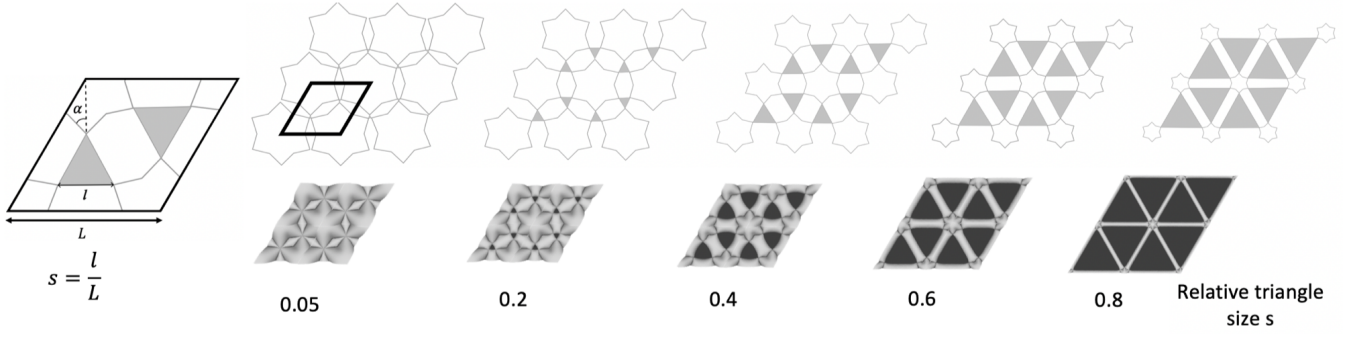 α
l
L
s = l/L
0.05
0.2
0.4
0.6
0.8
Relative triangle
size s